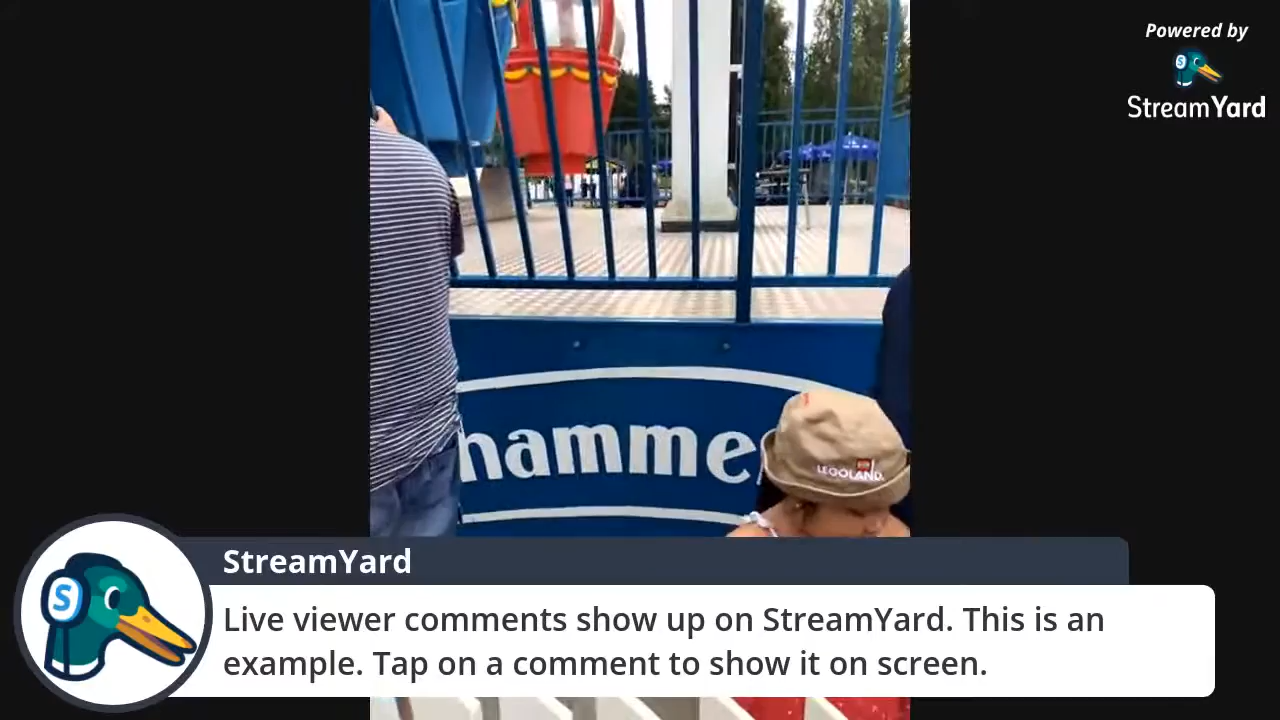 Powered by
StreamYard
hamme
LEGOLAND
StreamYard
Live viewer comments show up on StreamYard. This is an
example. Tap on a comment to show it on screen.